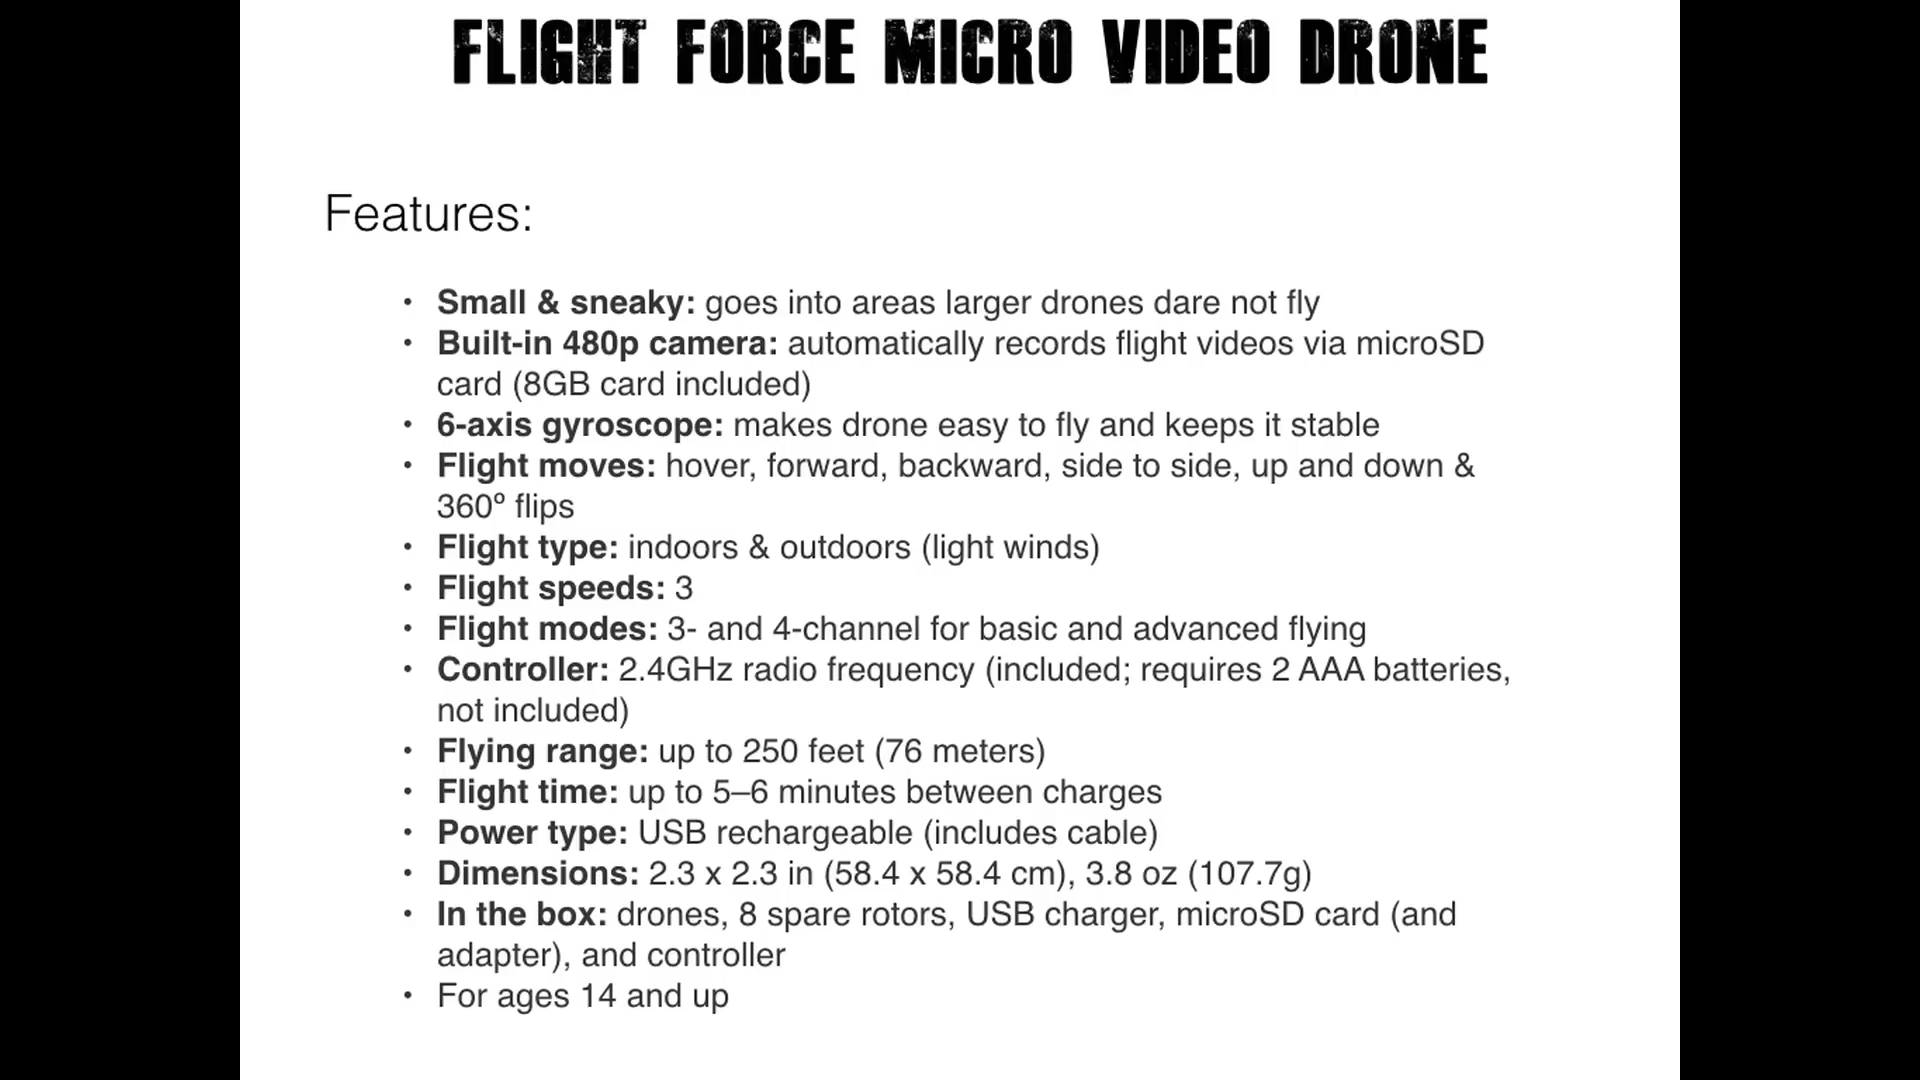 FLIGHT FORCE MICRO VIDEO DRONE
Features:
• Small & sneaky: goes into areas larger drones dare not fly
• Built-in 480p camera: automatically records flight videos via microSD
card (8GB card included)
• 6-axis gyroscope: makes drone easy to fly and keeps it stable
• Flight moves: hover, forward, backward, side to side, up and down &
360º flips
• Flight type: indoors & outdoors (light winds)
• Flight speeds: 3
• Flight modes: 3- and 4-channel for basic and advanced flying
• Controller: 2.4GHz radio frequency (included; requires 2 AAA batteries,
not included)
• Flying range: up to 250 feet (76 meters)
• Flight time: up to 5–6 minutes between charges
• Power type: USB rechargeable (includes cable)
• Dimensions: 2.3 x 2.3 in (58.4 x 58.4 cm), 3.8 oz (107.7g)
• In the box: drones, 8 spare rotors, USB charger, microSD card (and
adapter), and controller
• For ages 14 and up